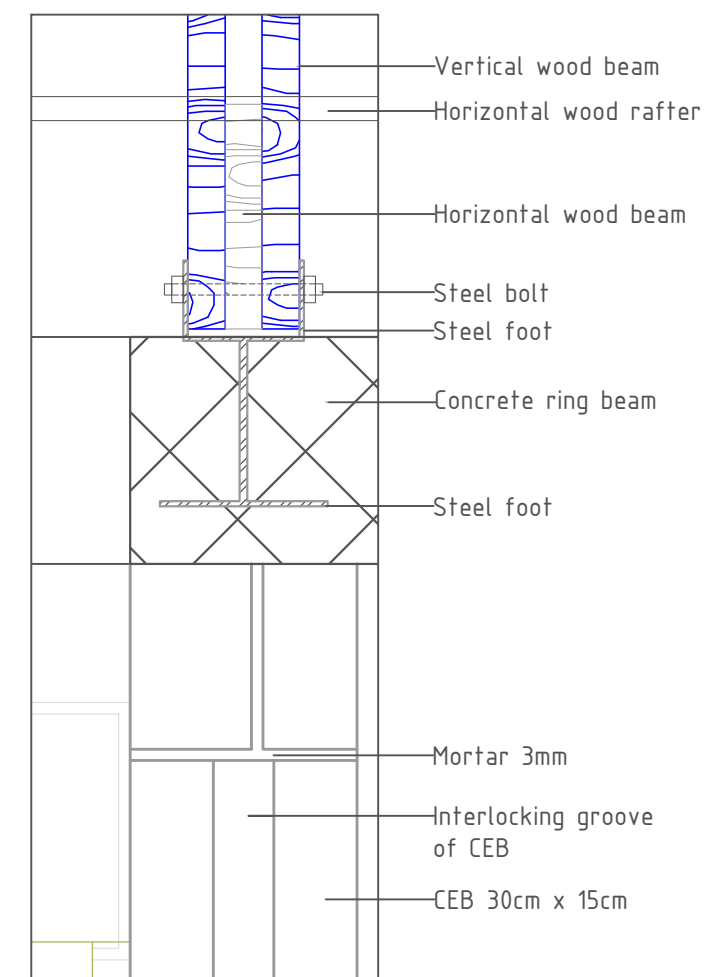 Vertical wood beam
Horizontal wood rafter
Horizontal wood beam
Steel bolt
Steel foot
Concrete ring beam
Steel foot
Mortar 3mm
Interlocking groove
of CEB
CEB 30cm x 15cm